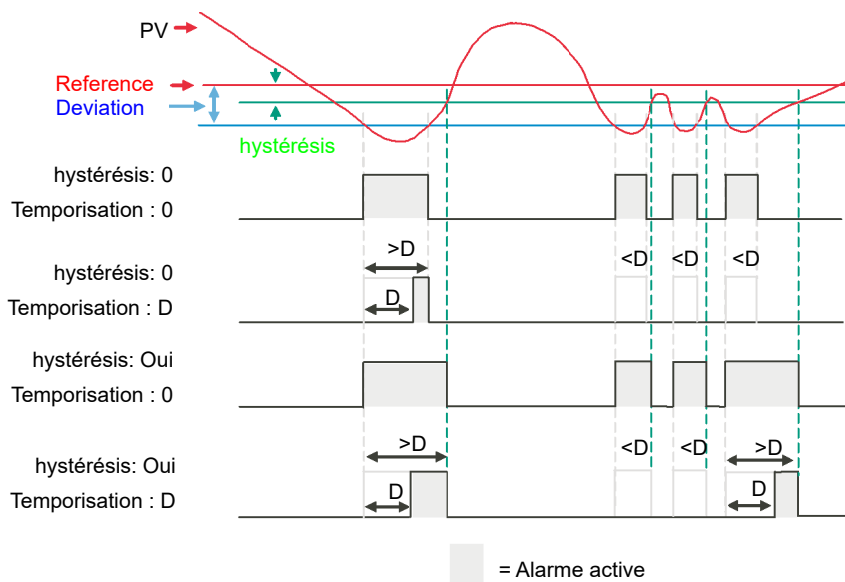 PV
Reference
Deviation
hystérésis
hystérésis: 0
Temporisation : 0
>D
<D
<D
<D
hystérésis: 0
D
Temporisation : D
hystérésis: Oui
Temporisation : 0
>D
<D
<D
>D
hystérésis: Oui
D
D
Temporisation : D
= Alarme active